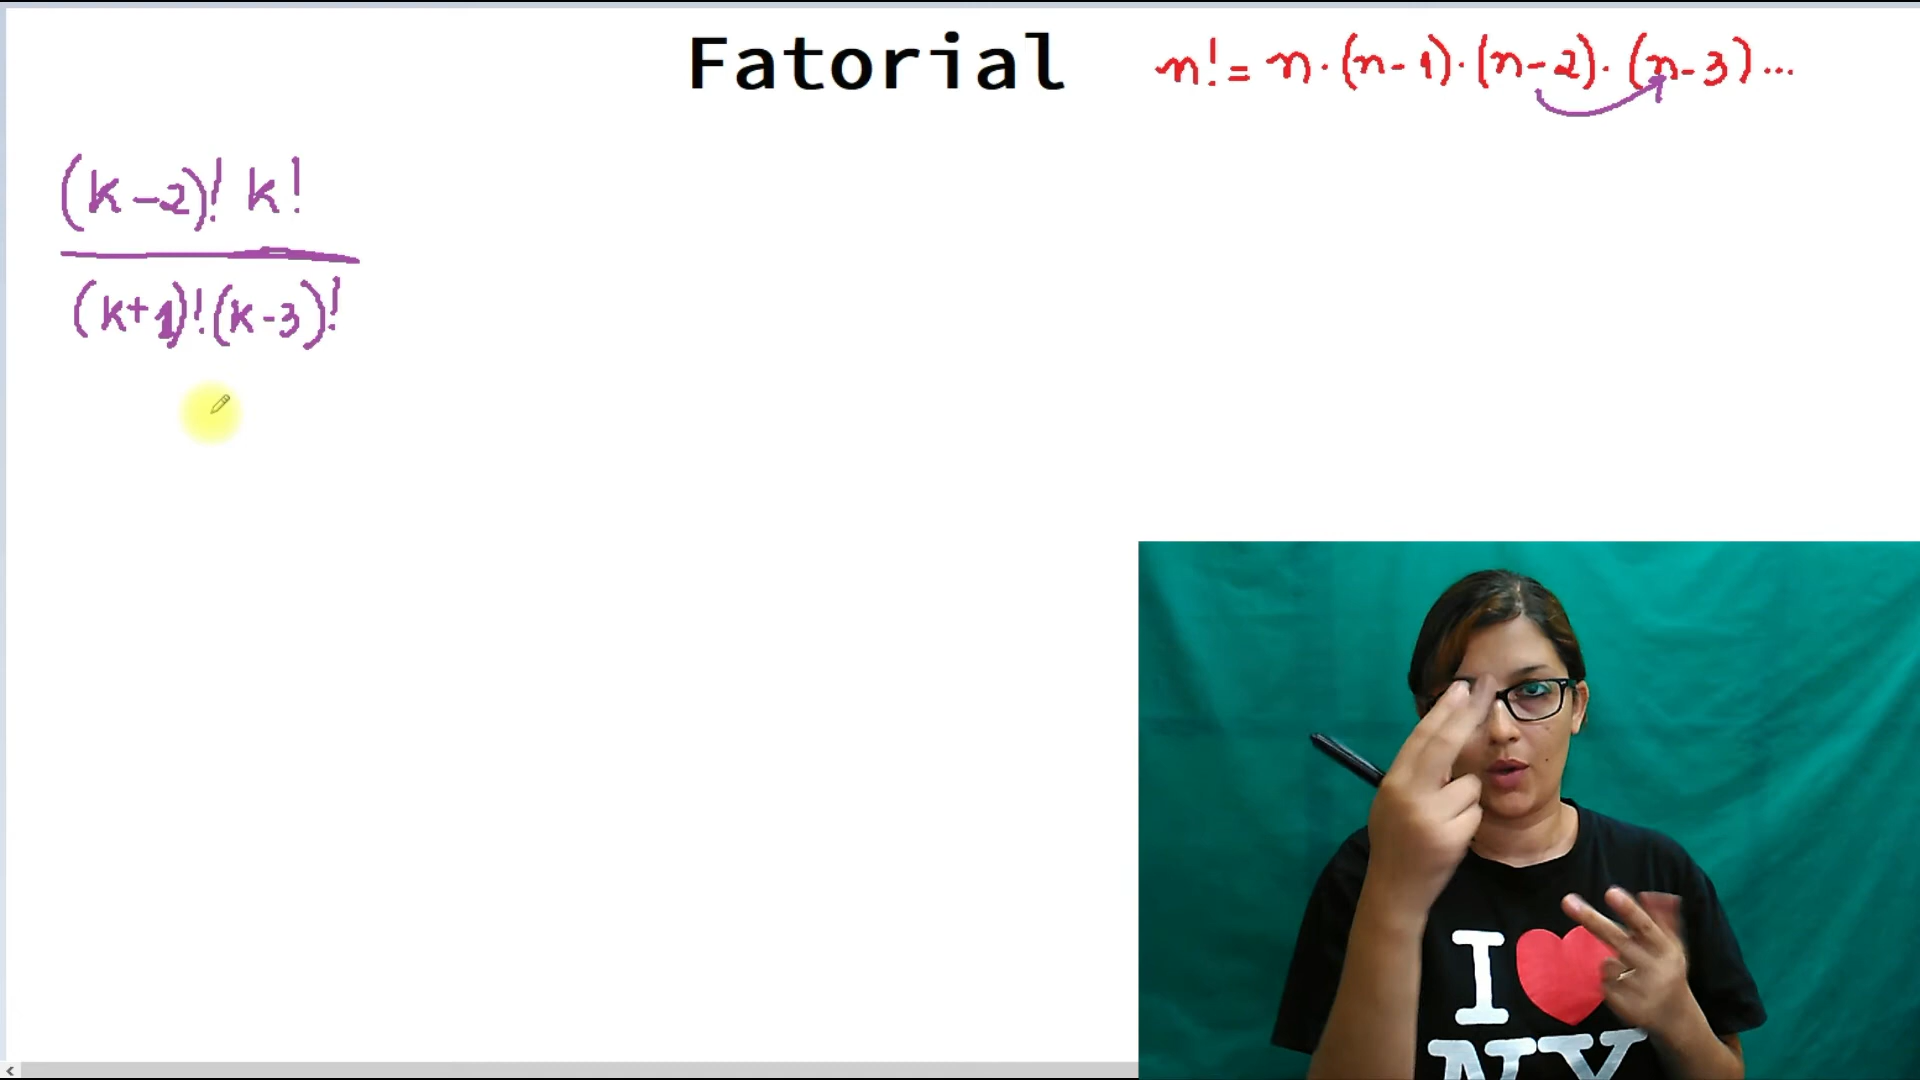 Fatorial
n! = n · (n-1) · (n-2) · (n-3) ...
(k-2)! k!
(k+1)! (k-3)!
I ❤
NY